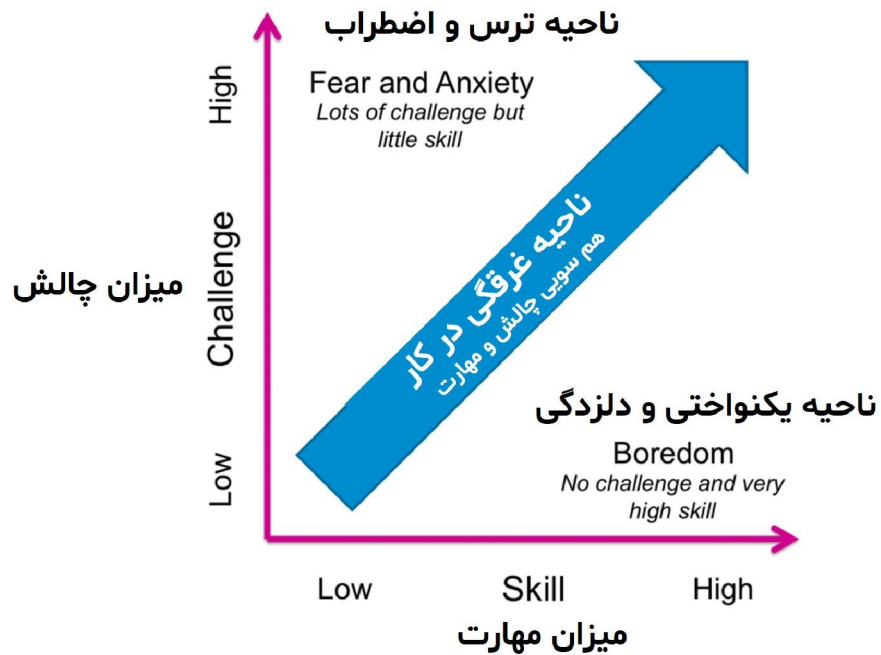 ناحیه ترس و اضطراب
High
Fear and Anxiety
Lots of challenge but
little skill
ناحیه غرقگی در کار
هم سویی چالش و مهارت
میزان چالش
Challenge
ناحیه یکنواختی و دلزدگی
Boredom
No challenge and very
high skill
Low
Low
Skill
High
میزان مهارت